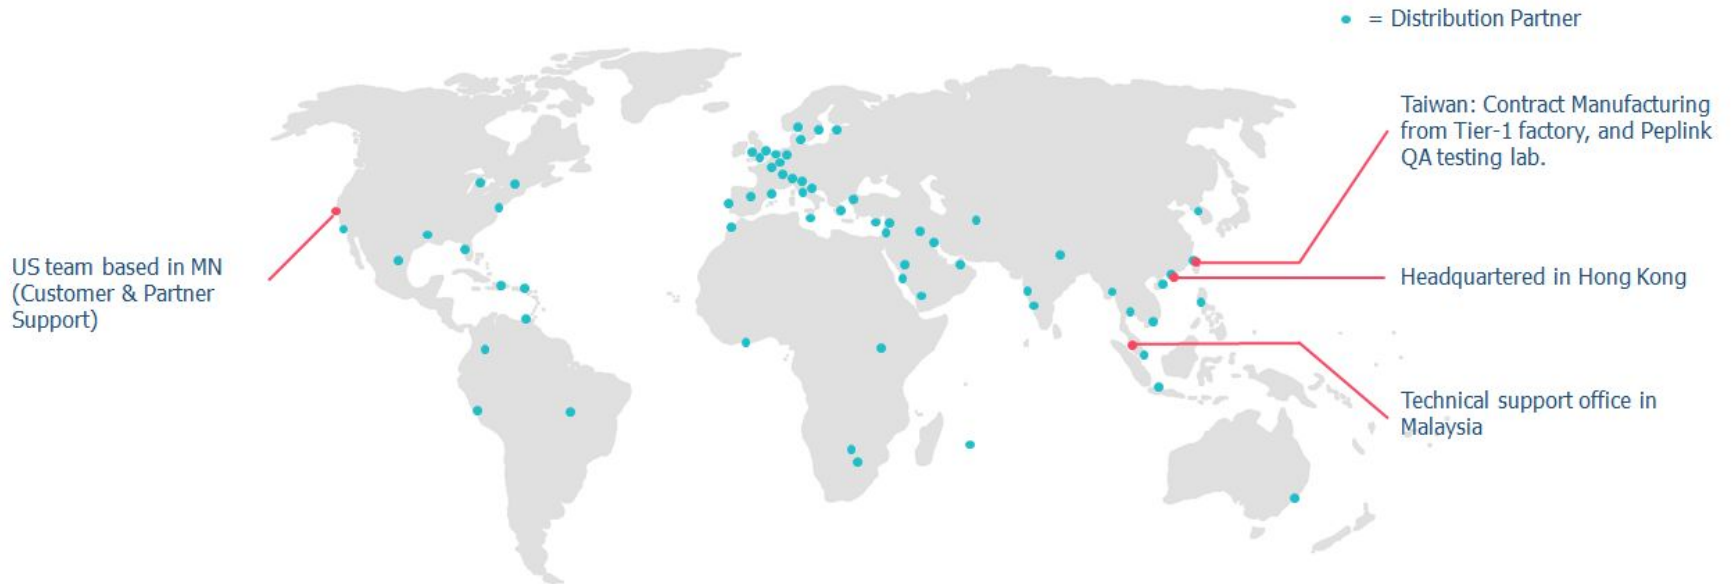 = Distribution Partner
Taiwan: Contract Manufacturing
from Tier-1 factory, and Peplink
QA testing lab.
US team based in MN
(Customer & Partner
Support)
Headquartered in Hong Kong
Technical support office in
Malaysia